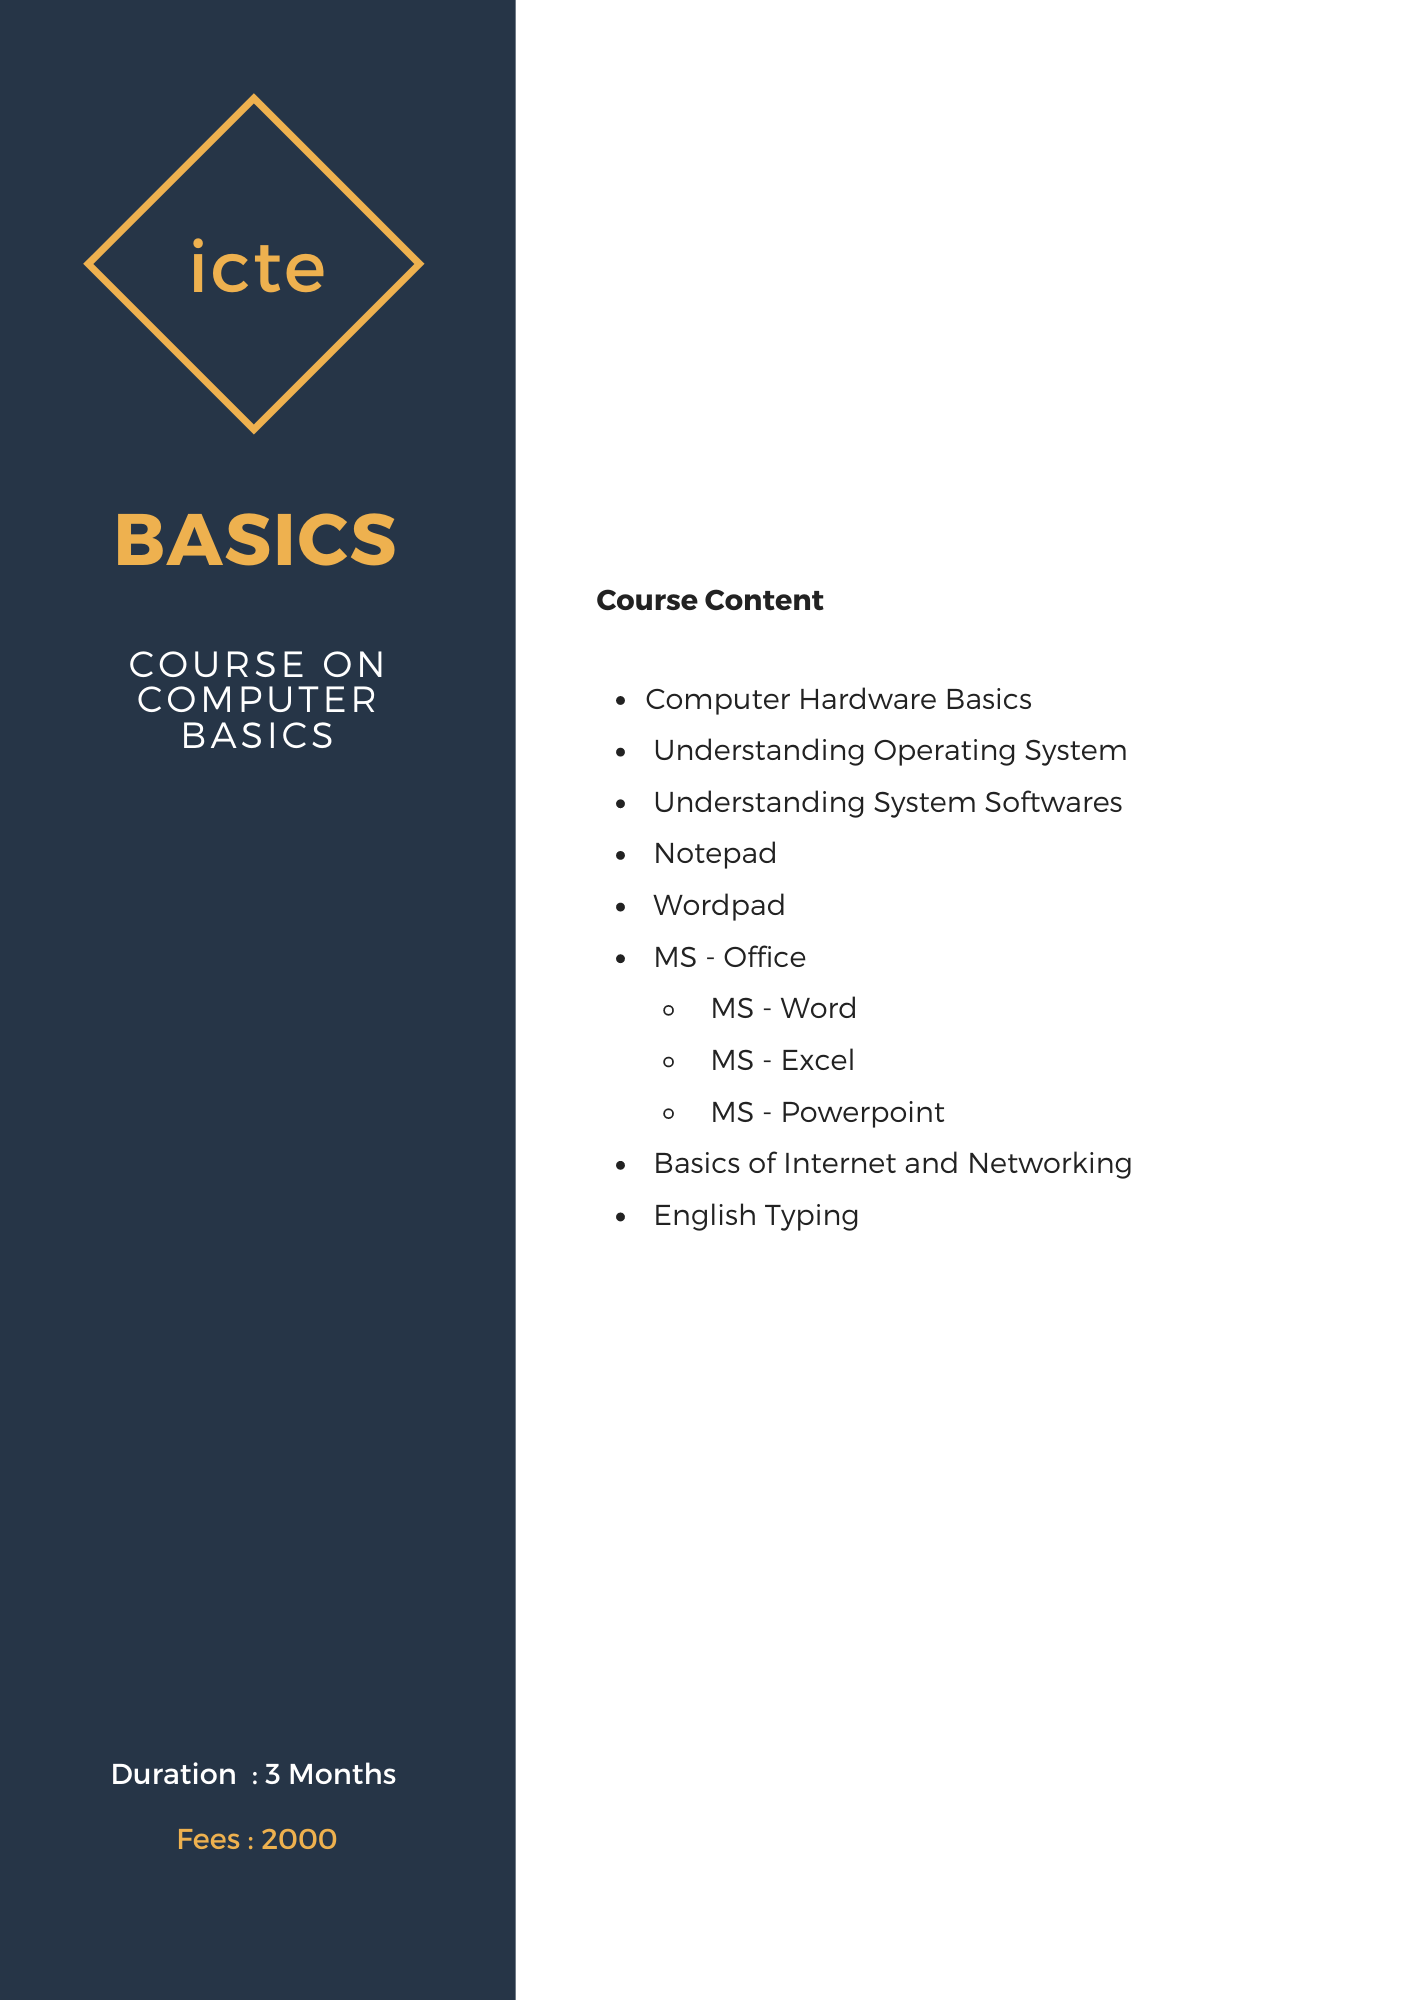 icte
BASICS
COURSE ON
COMPUTER
BASICS
Duration : 3 Months
Fees : 2000
Course Content
• Computer Hardware Basics
• Understanding Operating System
• Understanding System Softwares
• Notepad
• Wordpad
• MS - Office
◦ MS - Word
◦ MS - Excel
◦ MS - Powerpoint
• Basics of Internet and Networking
• English Typing